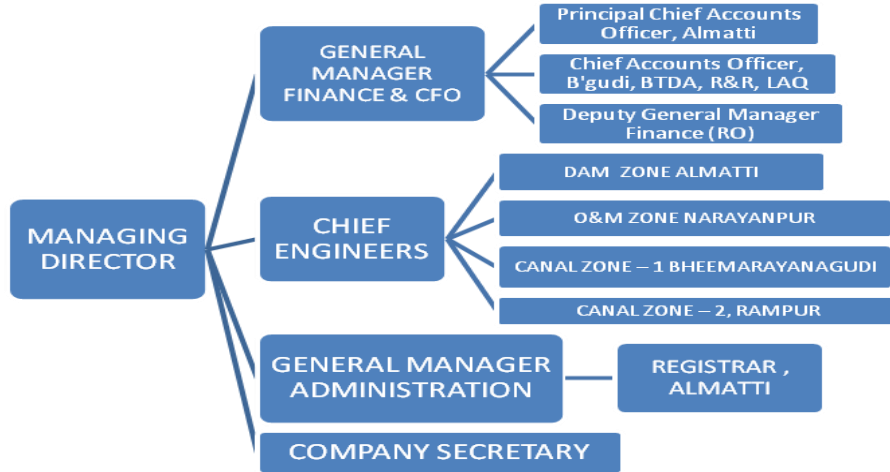 MANAGING
DIRECTOR
GENERAL
MANAGER
FINANCE & CFO
Principal Chief Accounts
Officer, Almatti
Chief Accounts Officer,
B'gudi, BTDA, R&R, LAQ
Deputy General Manager
Finance (RO)
CHIEF
ENGINEERS
DAM ZONE ALMATTI
O&M ZONE NARAYANPUR
CANAL ZONE – 1 BHEEMARAYANAGUDI
CANAL ZONE – 2, RAMPUR
GENERAL MANAGER
ADMINISTRATION
REGISTRAR ,
ALMATTI
COMPANY SECRETARY